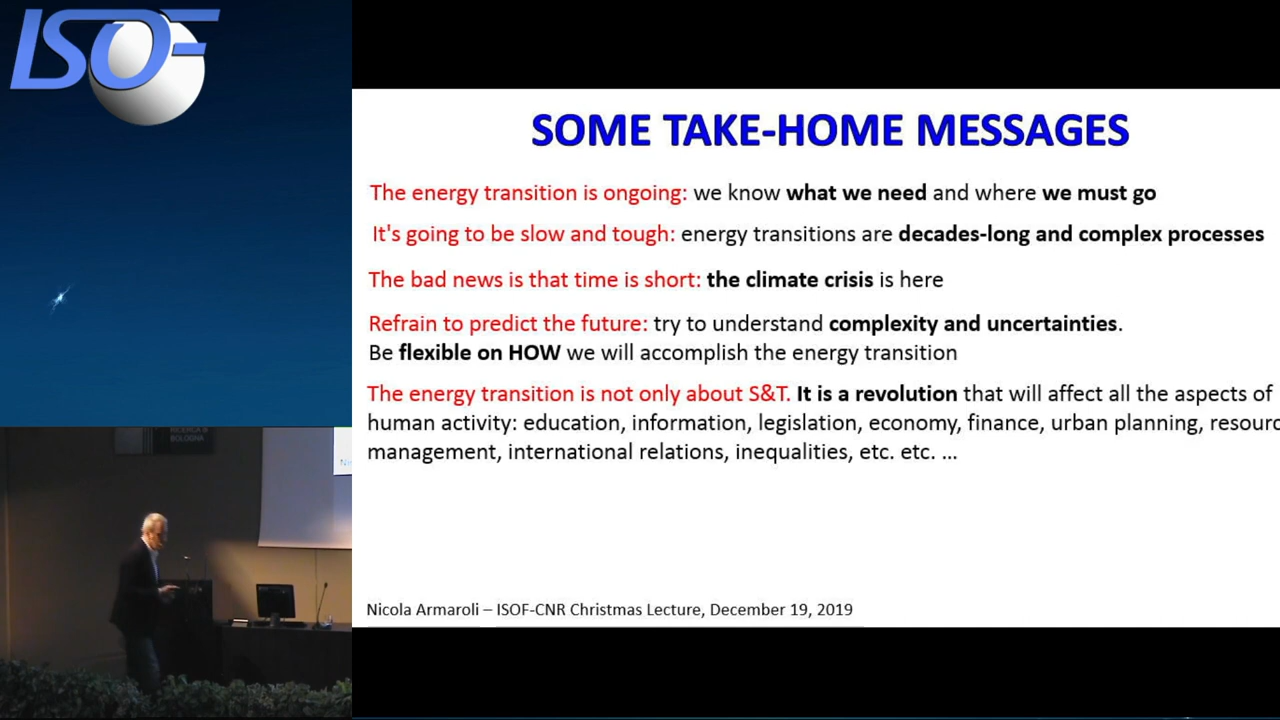 ISOF
RICERCA
BOLOGNA
SOME TAKE-HOME MESSAGES
The energy transition is ongoing: we know what we need and where we must go
It's going to be slow and tough: energy transitions are decades-long and complex processes
The bad news is that time is short: the climate crisis is here
Refrain to predict the future: try to understand complexity and uncertainties.
Be flexible on HOW we will accomplish the energy transition
The energy transition is not only about S&T. It is a revolution that will affect all the aspects of
human activity: education, information, legislation, economy, finance, urban planning, resourc
management, international relations, inequalities, etc. etc. ...
Nicola Armaroli – ISOF-CNR Christmas Lecture, December 19, 2019